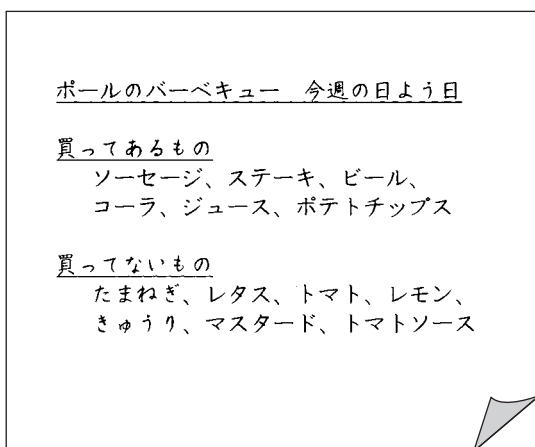 ポールのバーベキュー　今週の日よう日
買ってあるもの
ソーセージ、ステーキ、ビール、
コーラ、ジュース、ポテトチップス
買ってないもの
たまねぎ、レタス、トマト、レモン、
きゅうり、マスタード、トマトソース